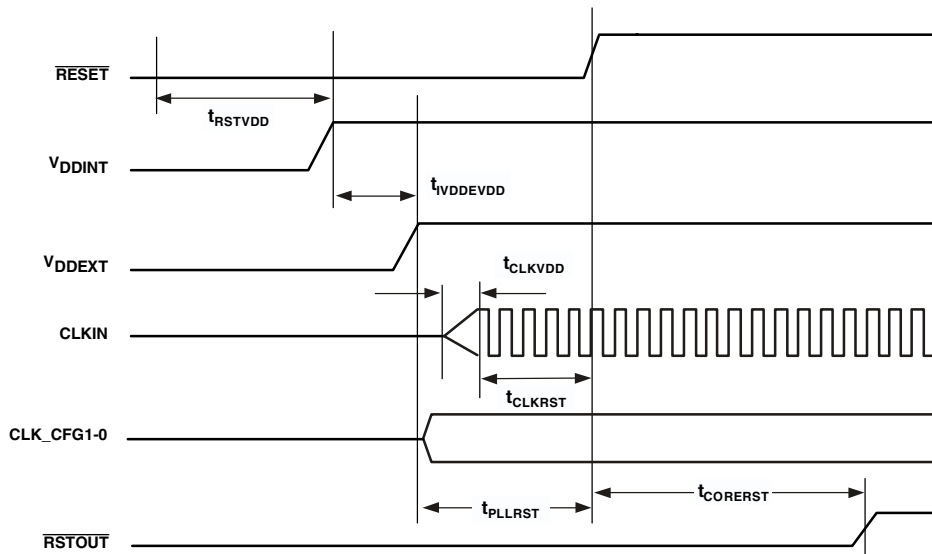 RESET
tRSTVDD
VDDINT
tIVDDEVDD
VDDEXT
tCLKVDD
CLKIN
tCLKRST
CLK_CFG1-0
tCORERST
tPLLRST
RSTOUT